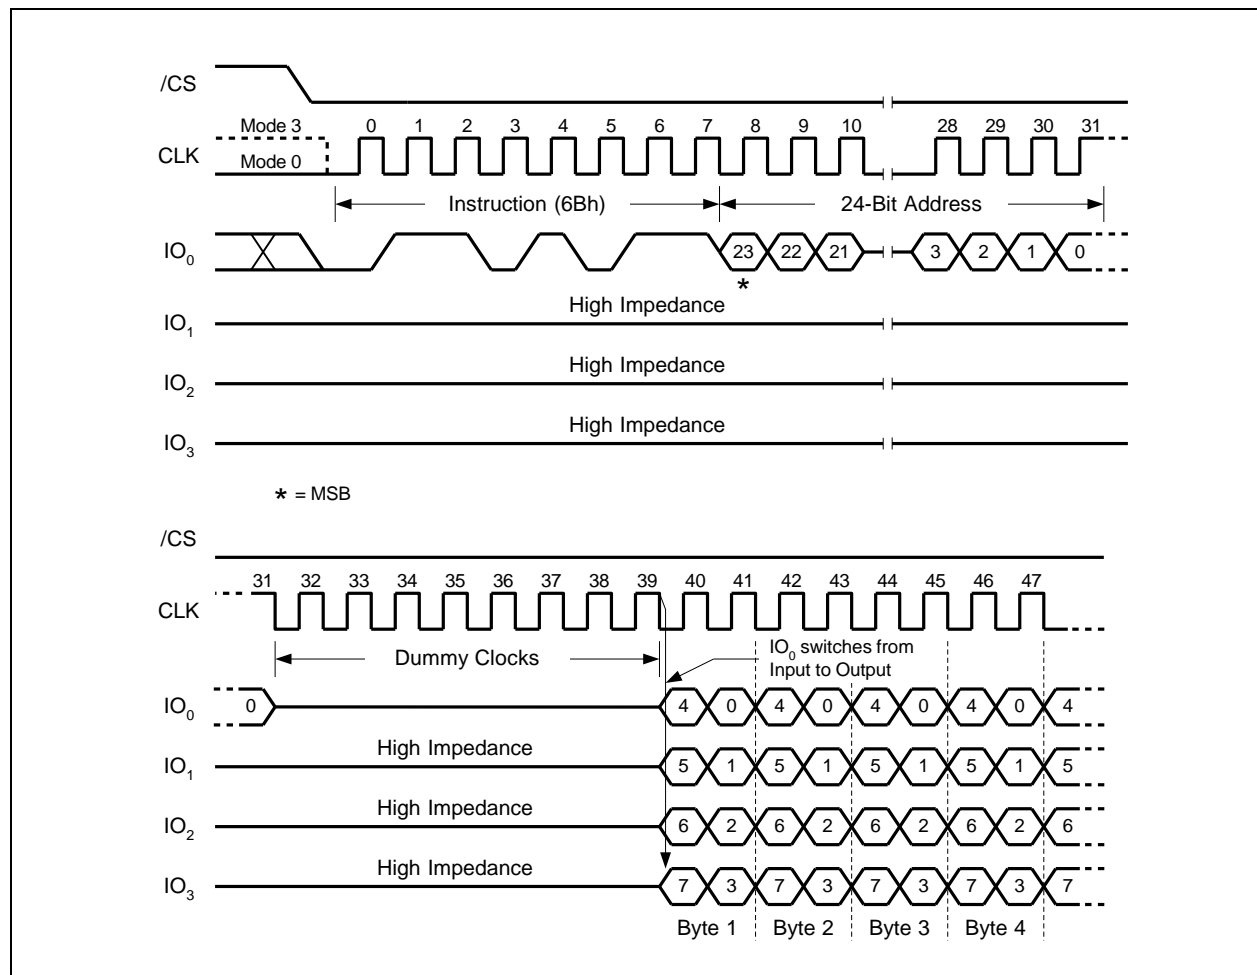 /CS
Mode 3 0 1 2 3 4 5 6 7 8 9 10 28 29 30 31
CLK
Mode 0
Instruction (6Bh) 24-Bit Address
IO0 23 22 21 3 2 1 0
*
High Impedance
IO1
High Impedance
IO2
High Impedance
IO3
* = MSB
/CS
31 32 33 34 35 36 37 38 39 40 41 42 43 44 45 46 47
CLK
Dummy Clocks
IO0 switches from
Input to Output
IO0 0 4 0 4 0 4 0 4 0 4
High Impedance
IO1 5 1 5 1 5 1 5 1 5
High Impedance
IO2 6 2 6 2 6 2 6 2 6
High Impedance
IO3 7 3 7 3 7 3 7 3 7
Byte 1 Byte 2 Byte 3 Byte 4